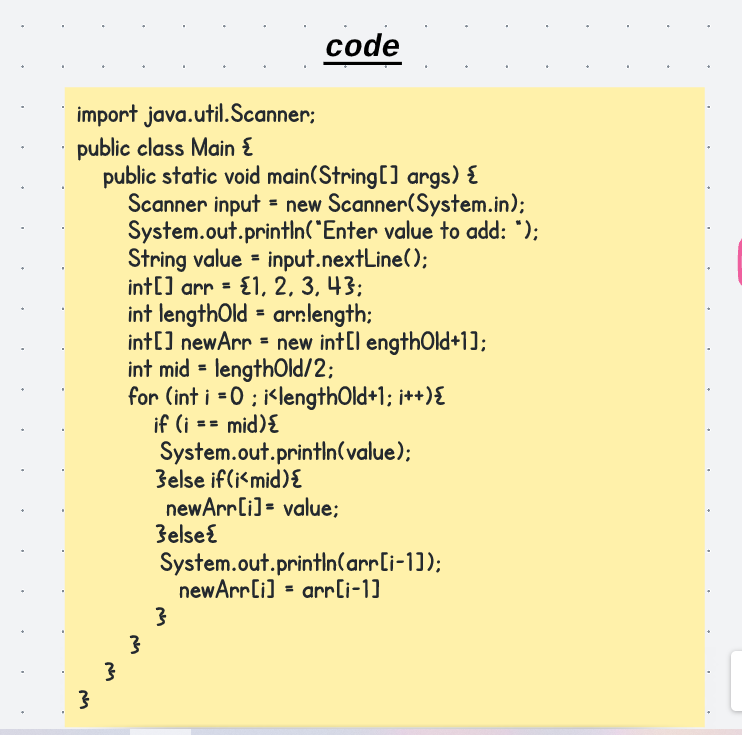 code
import java.util.Scanner;
public class Main {
public static void main(String[] args) {
Scanner input = new Scanner(System.in);
System.out.println("Enter value to add: ");
String value = input.nextLine();
int[] arr = {1, 2, 3, 4};
int lengthOld = arr.length;
int[] newArr = new int[l engthOld+1];
int mid = lengthOld/2;
for (int i =0 ; i<lengthOld+1; i++){
if (i == mid){
System.out.println(value);
}else if(i<mid){
newArr[i]= value;
}else{
System.out.println(arr[i-1]);
newArr[i] = arr[i-1]
}
}
}
}